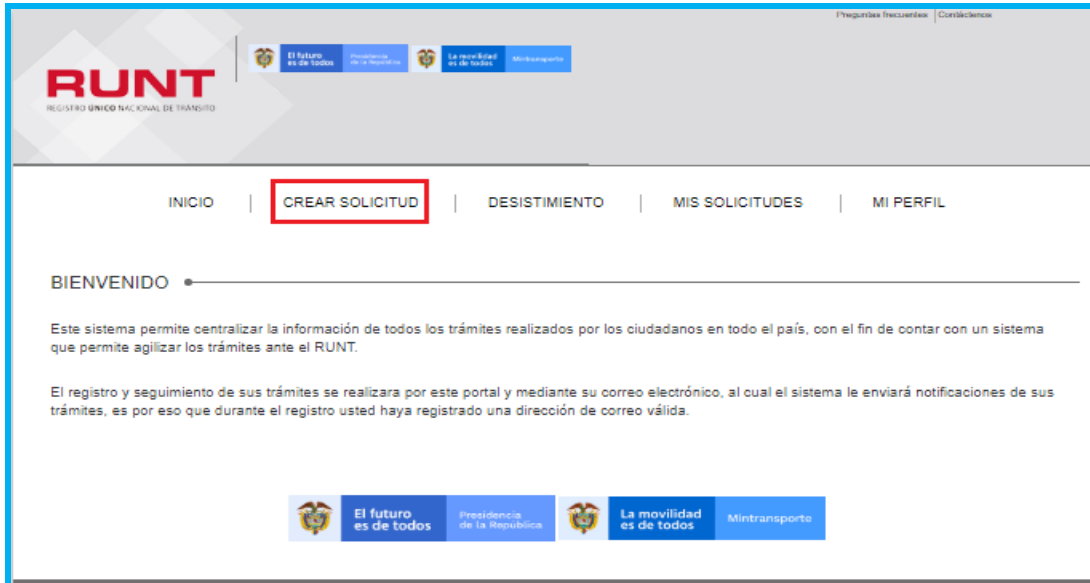 Preguntas frecuentes | Contáctenos
El futuro
es de todos
Presidencia
de la República
La movilidad
es de todos
Mintransporte
RUNT
REGISTRO ÚNICO NACIONAL DE TRÁNSITO
INICIO | CREAR SOLICITUD | DESISTIMIENTO | MIS SOLICITUDES | MI PERFIL
BIENVENIDO
Este sistema permite centralizar la información de todos los trámites realizados por los ciudadanos en todo el país, con el fin de contar con un sistema
que permite agilizar los trámites ante el RUNT.
El registro y seguimiento de sus trámites se realizara por este portal y mediante su correo electrónico, al cual el sistema le enviará notificaciones de sus
trámites, es por eso que durante el registro usted haya registrado una dirección de correo válida.
El futuro
es de todos
Presidencia
de la República
La movilidad
es de todos
Mintransporte